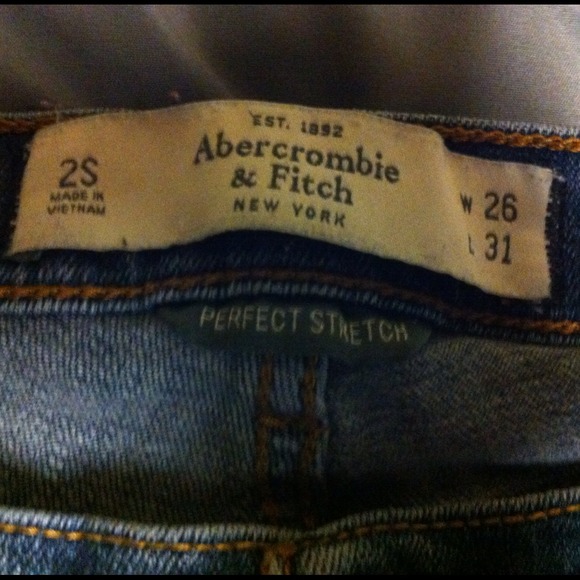 EST. 1892
Abercrombie
& Fitch
NEW YORK
2S
MADE IN
VIETNAM
W 26
L 31
PERFECT STRETCH